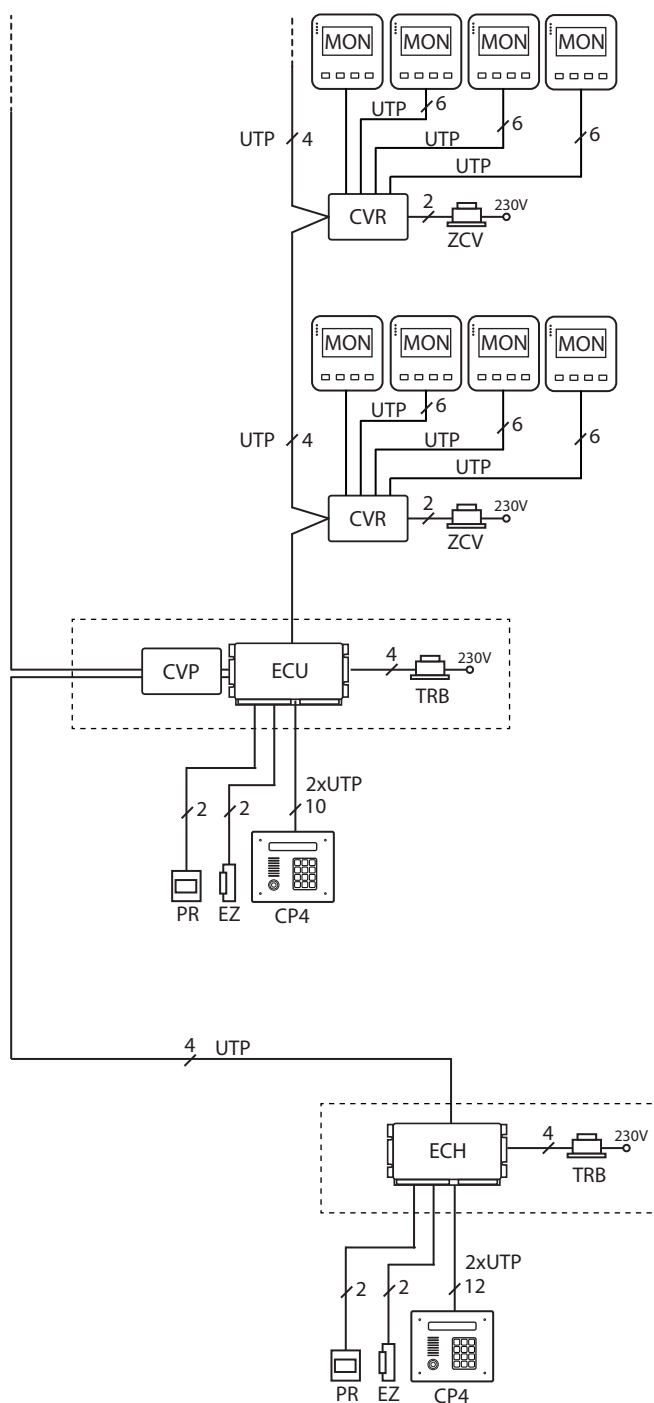 MON MON MON MON
UTP 6
UTP 4
UTP 6
UTP 6
CVR 2 230V
ZCV
MON MON MON MON
UTP 6
UTP 4
UTP 6
UTP 6
CVR 2 230V
ZCV
CVP ECU 4 230V
TRB
2xUTP
2 2 10
PR EZ CP4
4 UTP
ECH 4 230V
TRB
2xUTP
2 2 12
PR EZ CP4